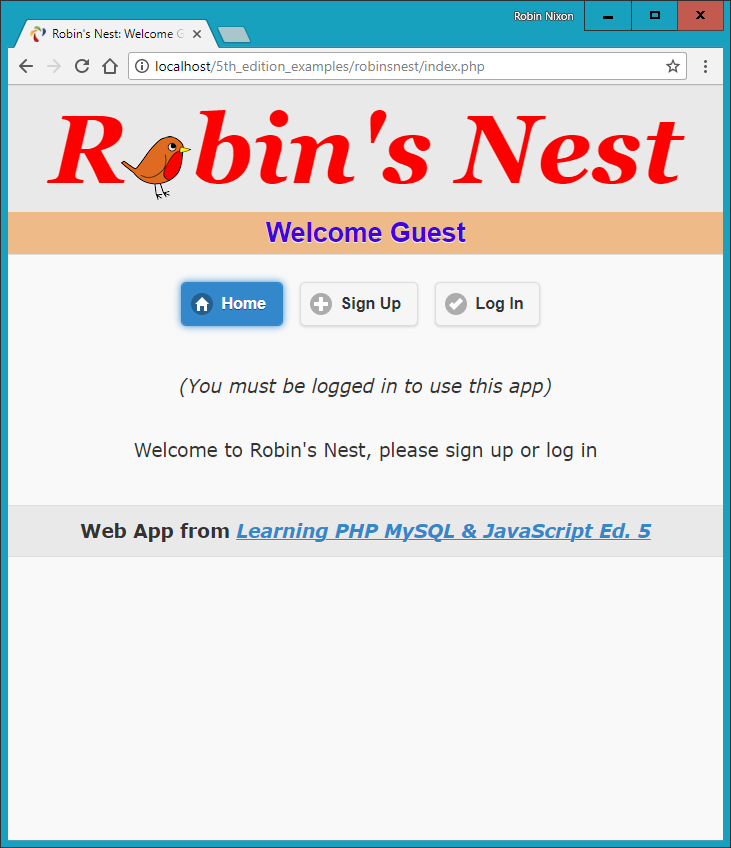 Robin Nixon
Robin's Nest: Welcome G
localhost/5th_edition_examples/robinsnest/index.php
R bin's Nest
Welcome Guest
Home Sign Up Log In
(You must be logged in to use this app)
Welcome to Robin's Nest, please sign up or log in
Web App from Learning PHP MySQL & JavaScript Ed. 5